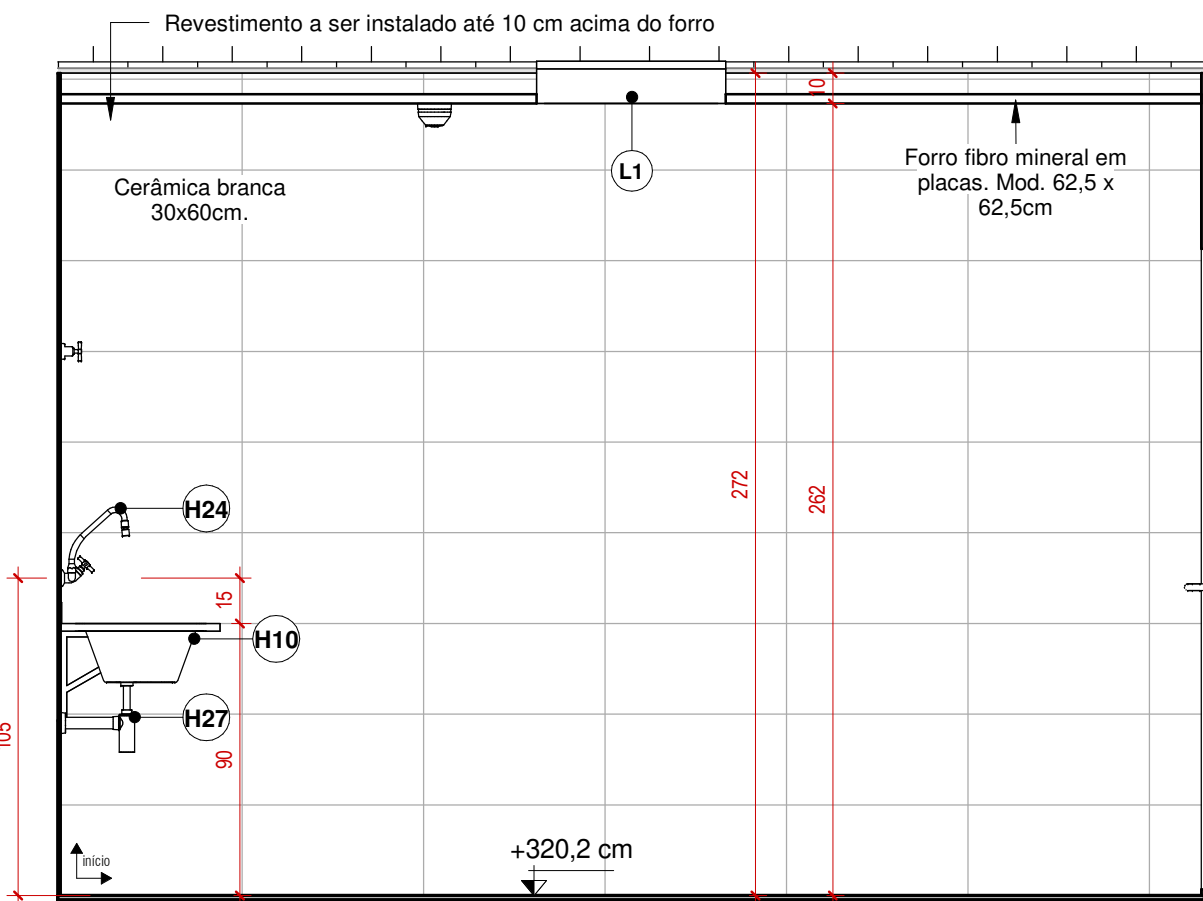 Revestimento a ser instalado até 10 cm acima do forro
10
L1
Forro fibro mineral em
placas. Mod. 62,5 x
62,5cm
Cerâmica branca
30x60cm.
272
262
H24
15
H10
H27
105
90
início
+320,2 cm